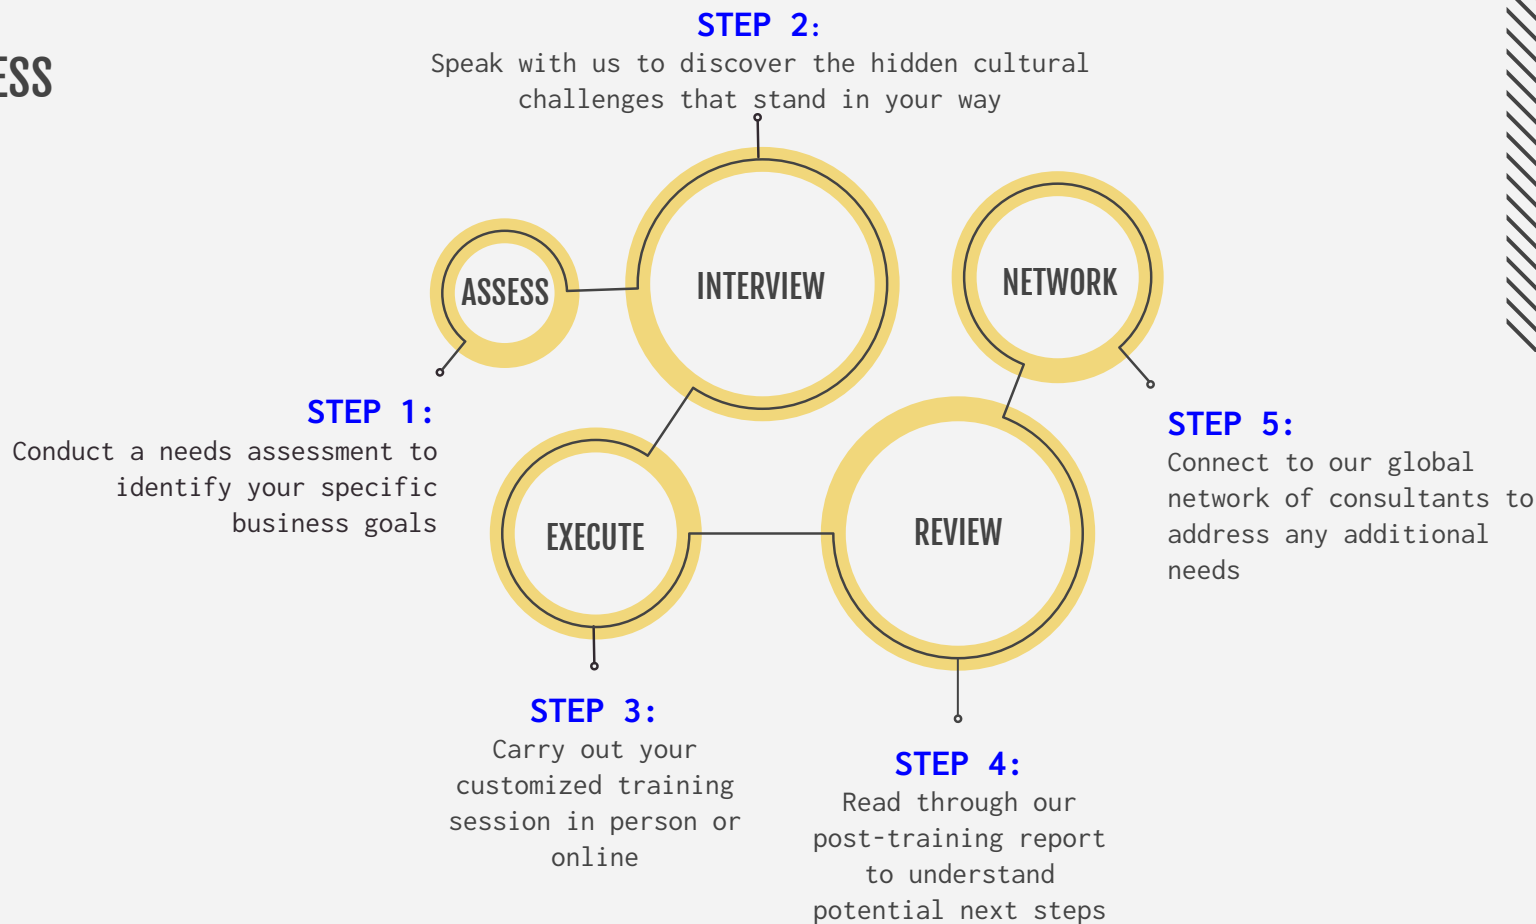 ESS
STEP 2:
Speak with us to discover the hidden cultural
challenges that stand in your way
ASSESS
INTERVIEW
NETWORK
STEP 1:
Conduct a needs assessment to
identify your specific
business goals
STEP 5:
Connect to our global
network of consultants to
address any additional
needs
EXECUTE
REVIEW
STEP 3:
Carry out your
customized training
session in person or
online
STEP 4:
Read through our
post-training report
to understand
potential next steps